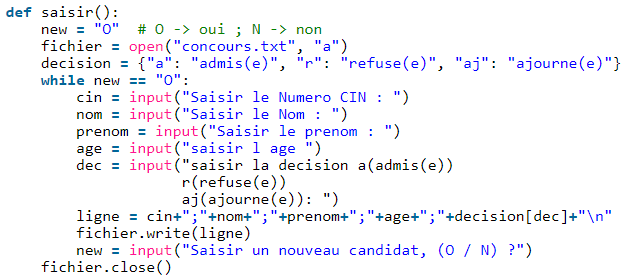 def saisir():
    new = "O"  # O -> oui ; N -> non
    fichier = open("concours.txt", "a")
    decision = {"a": "admis(e)", "r": "refuse(e)", "aj": "ajourne(e)"}
    while new == "O":
        cin = input("Saisir le Numero CIN : ")
        nom = input("Saisir le Nom : ")
        prenom = input("Saisir le prenom : ")
        age = input("saisir l age ")
        dec = input("saisir la decision a(admis(e))
                     r(refuse(e))
                     aj(ajourne(e)): ")
        ligne = cin+";"+nom+";"+prenom+";"+age+";"+decision[dec]+"\n"
        fichier.write(ligne)
        new = input("Saisir un nouveau candidat, (O / N) ?")
    fichier.close()